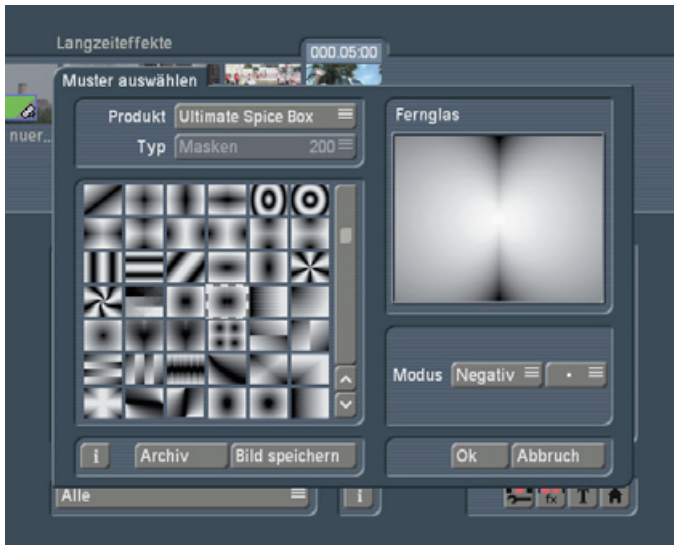 Langzeiteffekte
000.05:00
Muster auswählen
nuer...
Produkt
Ultimate Spice Box
Typ
Masken 200
Fernglas
Modus
Negativ
i
Archiv
Bild speichern
Ok
Abbruch
Alle
i
fx
T